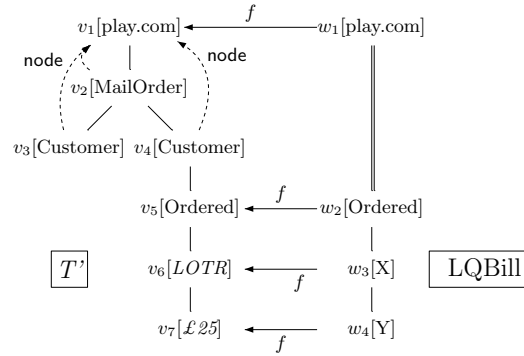 v₁[play.com] f w₁[play.com]
node node
v₂[MailOrder]
v₃[Customer] v₄[Customer]
f
v₅[Ordered] w₂[Ordered]
T' v₆[LOTR] f w₃[X] LQBill
v₇[£25] f w₄[Y]